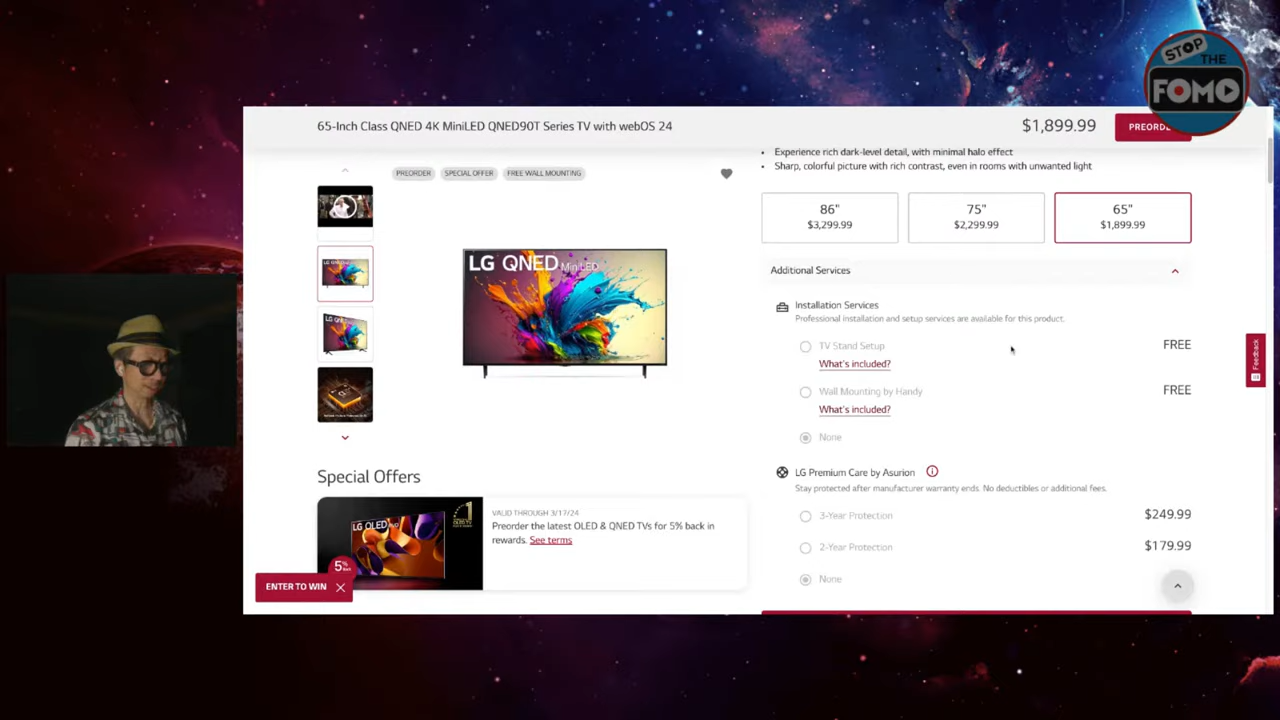 STOP
THE
FOMO
65-Inch Class QNED 4K MiniLED QNED90T Series TV with webOS 24
$1,899.99
PREORDE
Experience rich dark-level detail, with minimal halo effect
Sharp, colorful picture with rich contrast, even in rooms with unwanted light
PREORDER
SPECIAL OFFER
FREE WALL MOUNTING
86"
$3,299.99
75"
$2,299.99
65"
$1,899.99
LG QNED MiniLED
Additional Services
Installation Services
Professional installation and setup services are available for this product.
TV Stand Setup
FREE
What's included?
Wall Mounting by Handy
FREE
What's included?
None
Feedback
LG Premium Care by Asurion
Stay protected after manufacturer warranty ends. No deductibles or additional fees.
3-Year Protection
$249.99
2-Year Protection
$179.99
None
Special Offers
LG OLED
VALID THROUGH 3/17/24
Preorder the latest OLED & QNED TVs for 5% back in
rewards. See terms
5%
ENTER TO WIN